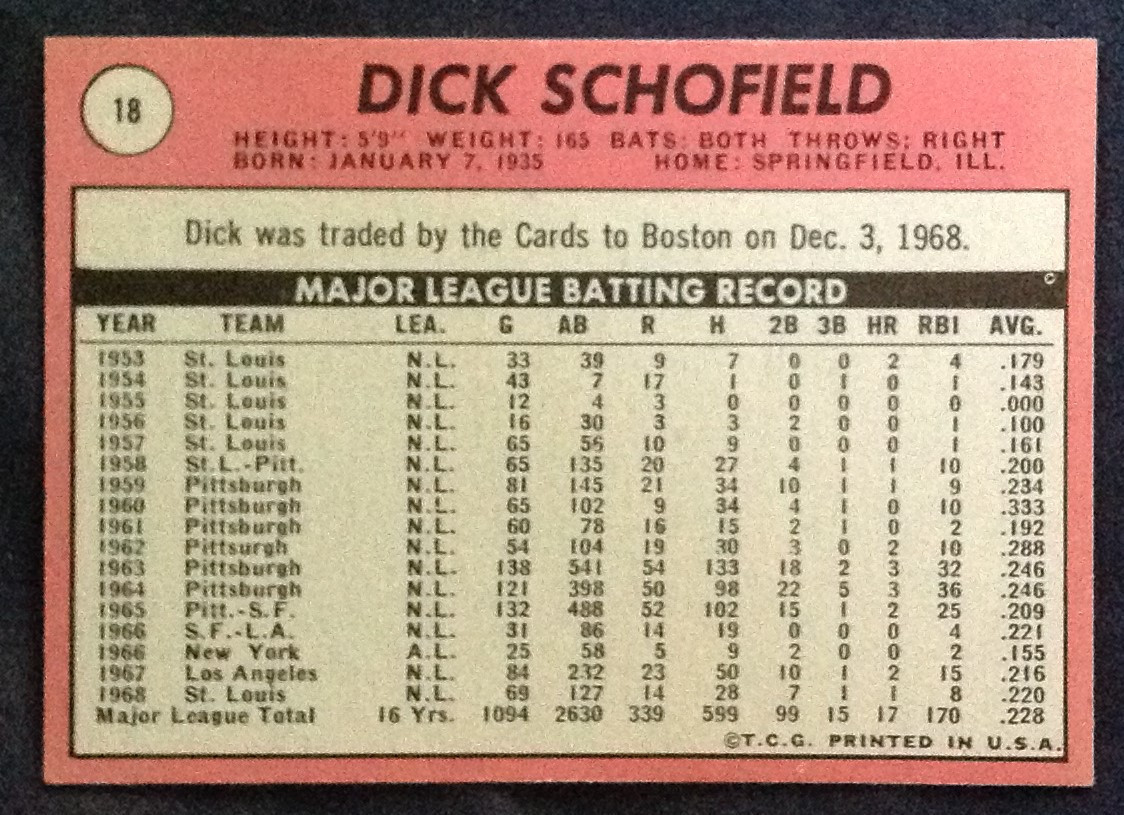 18
DICK SCHOFIELD
HEIGHT: 5'9" WEIGHT: 165 BATS: BOTH THROWS: RIGHT
BORN: JANUARY 7, 1935 HOME: SPRINGFIELD, ILL.
Dick was traded by the Cards to Boston on Dec. 3, 1968.
MAJOR LEAGUE BATTING RECORD
YEAR TEAM LEA. G AB R H 2B 3B HR RBI AVG.
1953 St. Louis N.L. 33 39 9 7 0 0 2 4 .179
1954 St. Louis N.L. 43 7 17 1 0 1 0 1 .143
1955 St. Louis N.L. 12 4 3 0 0 0 0 0 .000
1956 St. Louis N.L. 16 30 3 3 2 0 0 1 .100
1957 St. Louis N.L. 65 56 10 9 0 0 0 1 .161
1958 St.L.-Pitt. N.L. 65 135 20 27 4 1 1 10 .200
1959 Pittsburgh N.L. 81 145 21 34 10 1 1 9 .234
1960 Pittsburgh N.L. 65 102 9 34 4 1 0 10 .333
1961 Pittsburgh N.L. 60 78 16 15 2 1 0 2 .192
1962 Pittsurgh N.L. 54 104 19 30 3 0 2 10 .288
1963 Pittsburgh N.L. 138 541 54 133 18 2 3 32 .246
1964 Pittsburgh N.L. 121 398 50 98 22 5 3 36 .246
1965 Pitt.-S.F. N.L. 132 488 52 102 15 1 2 25 .209
1966 S.F.-L.A. N.L. 31 86 14 19 0 0 0 4 .221
1966 New York A.L. 25 58 5 9 2 0 0 2 .155
1967 Los Angeles N.L. 84 232 23 50 10 1 2 15 .216
1968 St. Louis N.L. 69 127 14 28 7 1 1 8 .220
Major League Total 16 Yrs. 1094 2630 339 599 99 15 17 170 .228
©T.C.G. PRINTED IN U.S.A.